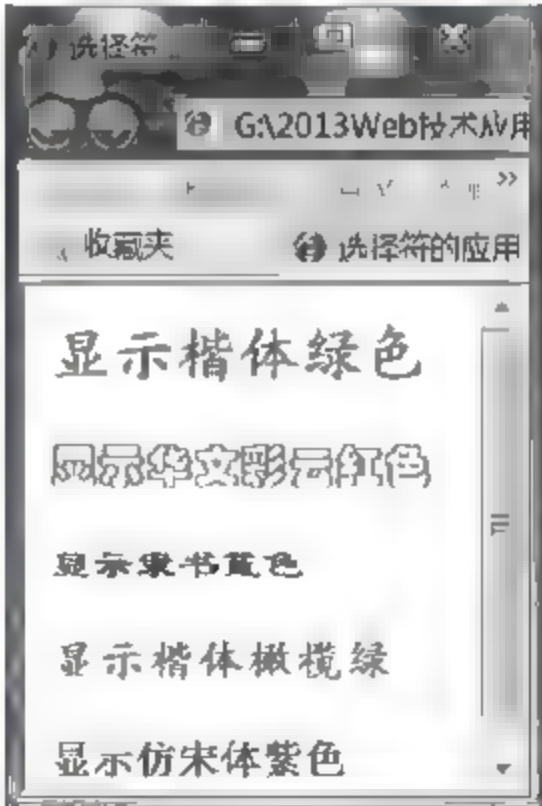 选择符
G:\2013Web技术应用
收藏夹
选择符的应用
显示楷体绿色
显示华文彩云红色
显示隶书蓝色
显示楷体橄榄绿
显示仿宋体紫色